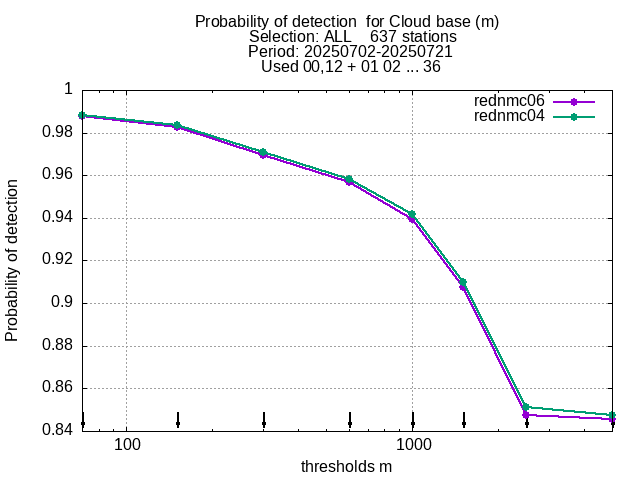 Probability of detection  for Cloud base (m)
Selection: ALL    637 stations
Period: 20250702-20250721
Used 00,12 + 01 02 ... 36
rednmc06
rednmc04
1
0.98
0.96
0.94
0.92
0.9
0.88
0.86
0.84
Probability of detection
100
1000
thresholds m